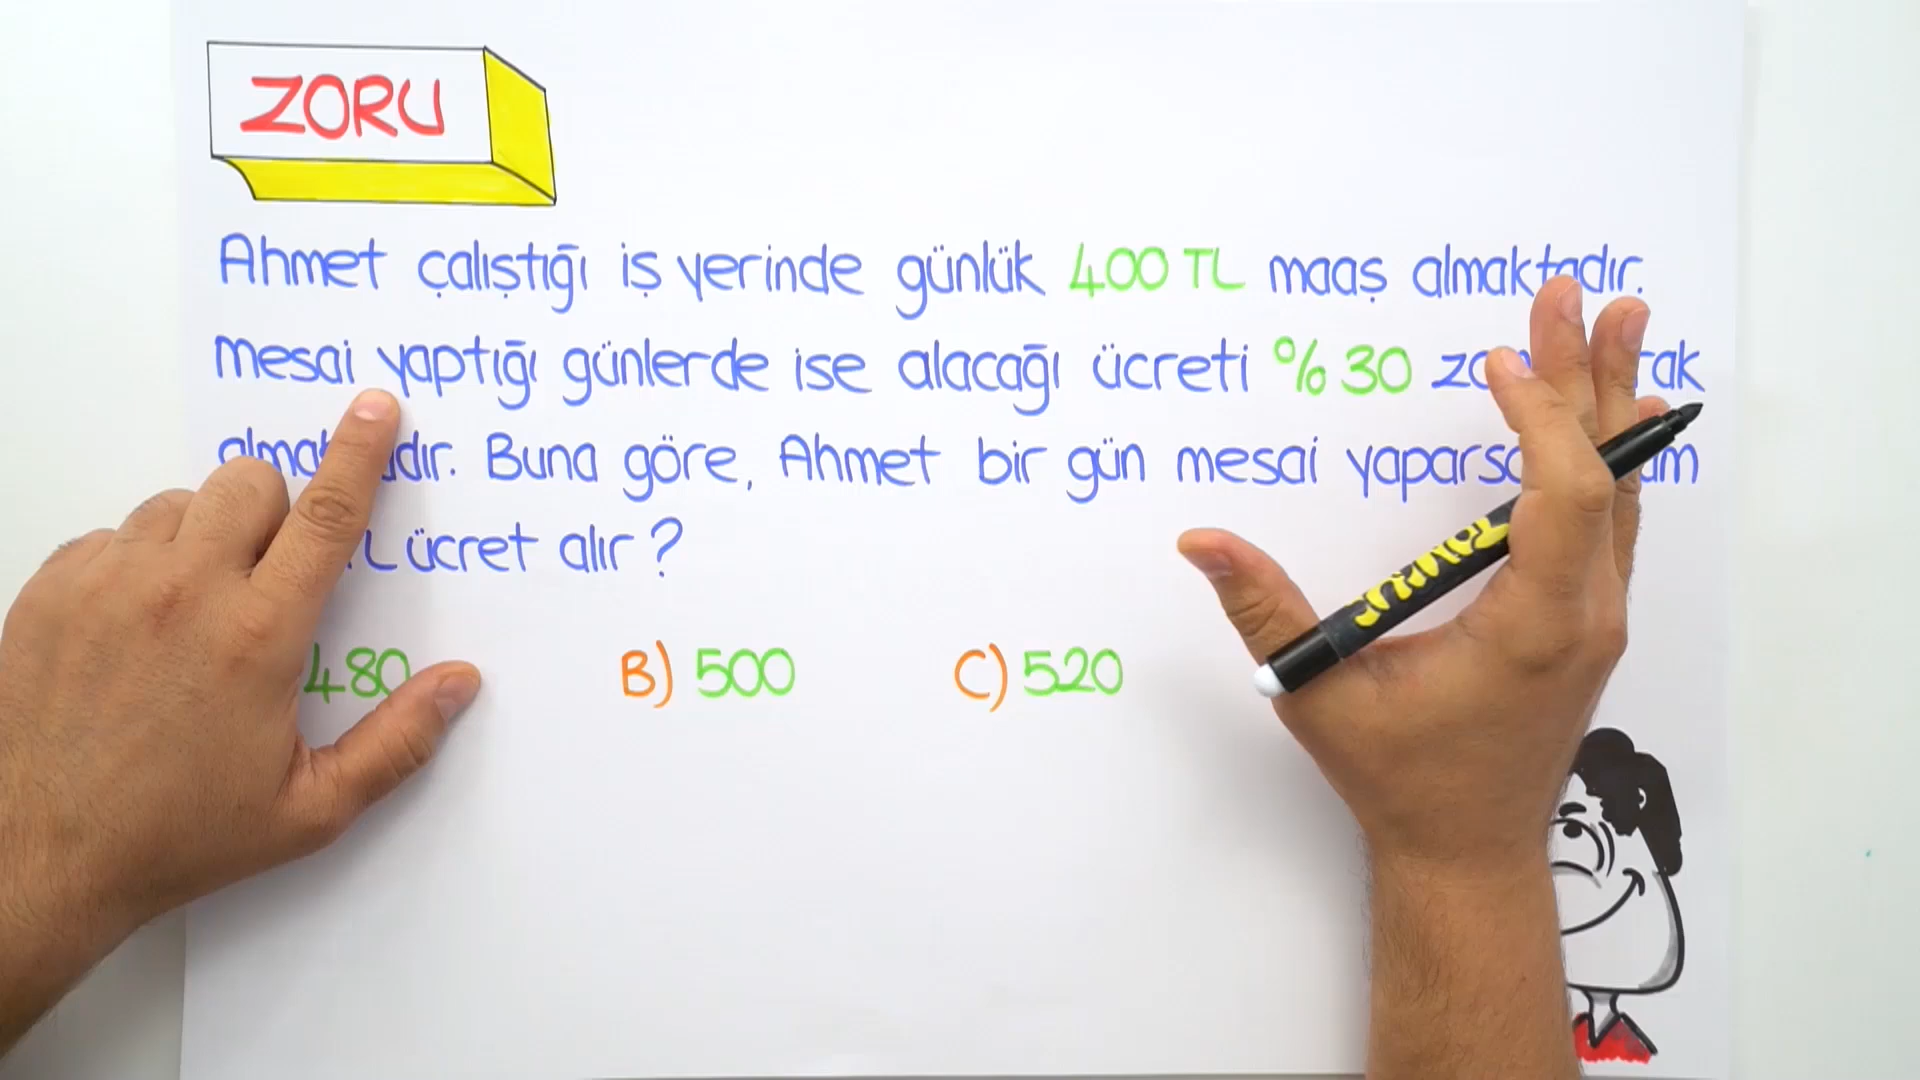 ZORU
Ahmet çalıştığı iş yerinde günlük 400 TL maaş almaktadır.
Mesai yaptığı günlerde ise alacağı ücreti %30
Buna göre, Ahmet bir gün mesai
ücret alır ?
480 B) 500 C) 520